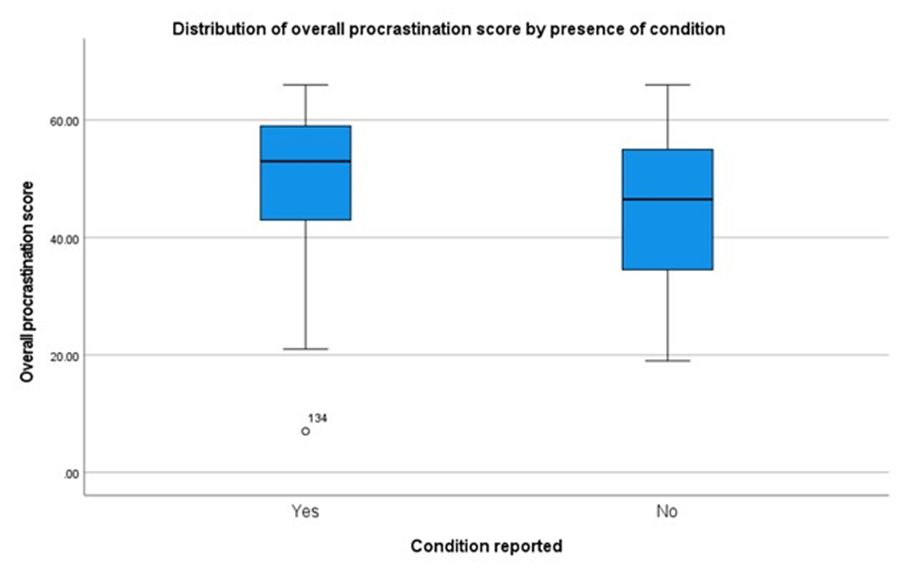 Distribution of overall procrastination score by presence of condition
Overall procrastination score
60.00
40.00
20.00
.00
134
Yes
No
Condition reported